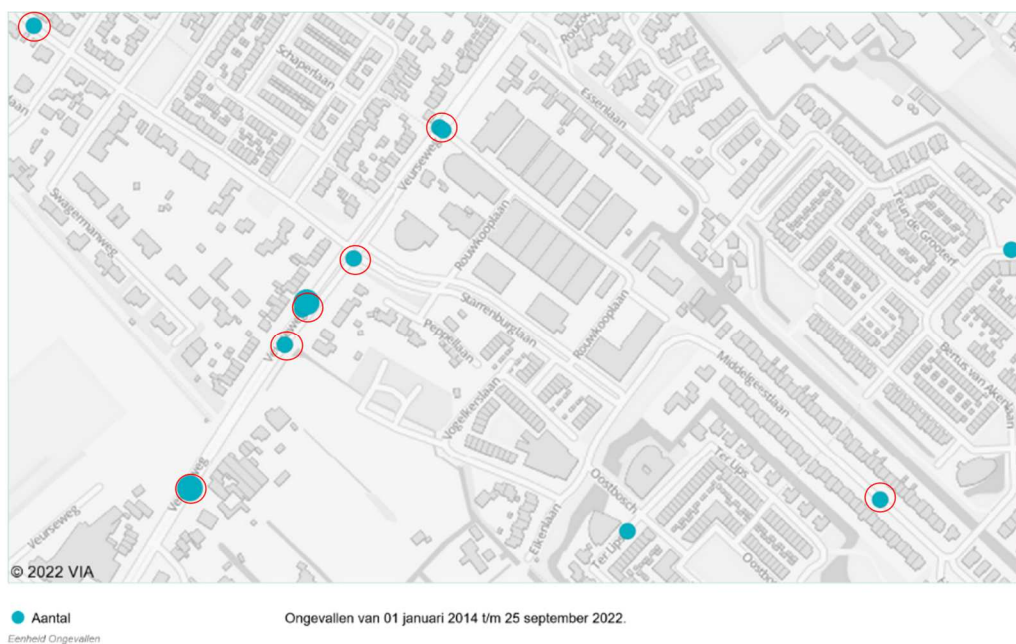 Schaperlaan
Essenlaan
Veurseweg
Swagermanweg
Rouwkooplaan
Teun de Grooterf
Starrenburglaan
Peppellaan
Rouwkooplaan
Middelgeestlaan
Bertus van Akenlaan
Vogelkerslaan
Ter Lips
Oostbosch
Veurseweg
Eikenlaan
Ter Lips
© 2022 VIA
Aantal
Ongevallen van 01 januari 2014 t/m 25 september 2022.
Eenheid Ongevallen